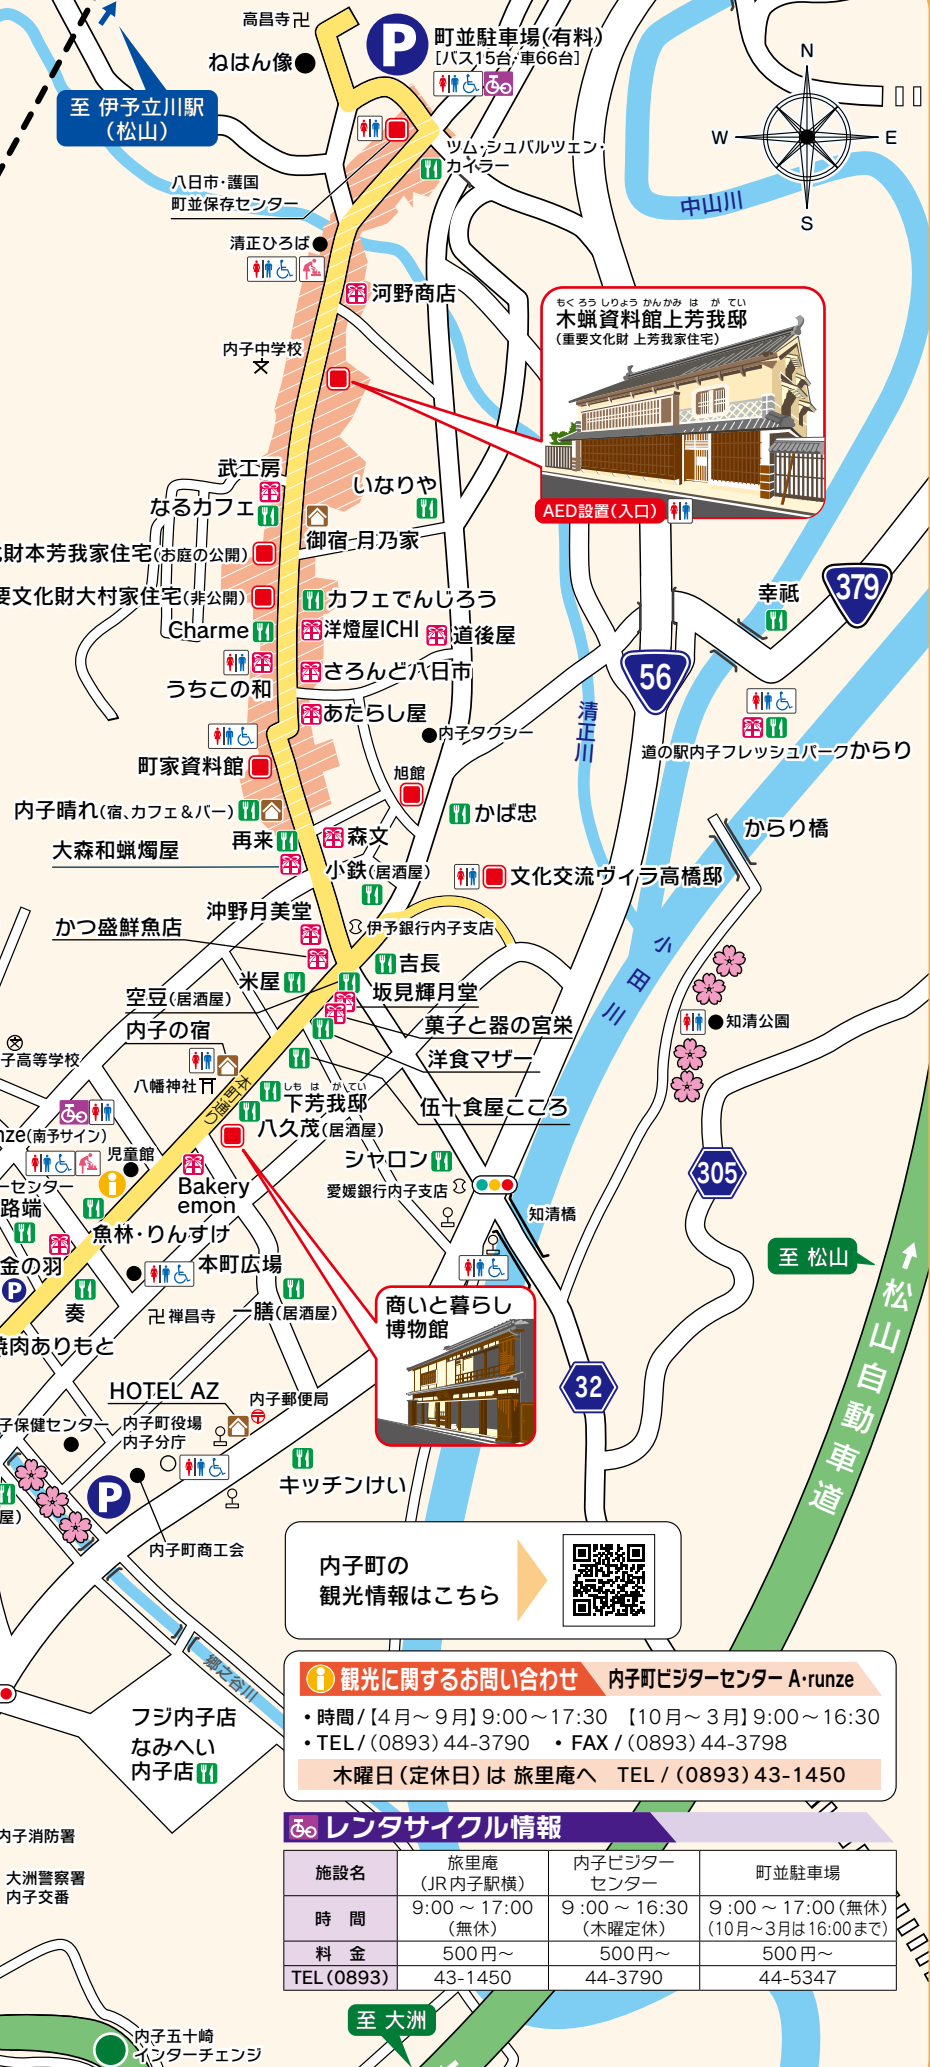 高昌寺
ねはん像
P
町並駐車場(有料)
[バス15台・車66台]
至 伊予立川駅
(松山)
N
W
E
S
ツム・シュバルツェン・
カイラー
八日市・護国
町並保存センター
中山川
清正ひろば
河野商店
内子中学校
もくろうしりょうかんかみはがてい
木蝋資料館上芳我邸
(重要文化財 上芳我家住宅)
AED設置(入口)
武工房
なるカフェ
いなりや
御宿 月乃家
財本芳我家住宅(お庭の公開)
要文化財大村家住宅(非公開)
カフェでんじろう
Charme
洋燈屋ICHI
道後屋
うちこの和
さろんど八日市
あたらし屋
幸祇
379
56
清正川
内子タクシー
道の駅内子フレッシュパークからり
町家資料館
旭館
内子晴れ(宿、カフェ&バー)
かば忠
からり橋
再来
森文
大森和蝋燭屋
小鉄(居酒屋)
文化交流ヴィラ高橋邸
沖野月美堂
かつ盛鮮魚店
伊予銀行内子支店
小田川
米屋
吉長
空豆(居酒屋)
坂見輝月堂
内子の宿
菓子と器の宮栄
知清公園
子高等学校
洋食マザー
八幡神社
本町通り
しもはがてい
下芳我邸
伍十食屋こころ
八久茂(居酒屋)
nze(南予サイン)
児童館
シャロン
愛媛銀行内子支店
305
ーセンター
路端
Bakery
emon
知清橋
魚林・りんすけ
金の羽
本町広場
至 松山
松山自動車道
P
奏
禅昌寺
一膳(居酒屋)
商いと暮らし
博物館
焼肉ありもと
32
HOTEL AZ
内子郵便局
子保健センター
内子町役場
内子分庁
P
キッチンけい
屋)
内子町商工会
内子町の
観光情報はこちら
郷之谷川
フジ内子店
なみへい
内子店
観光に関するお問い合わせ
内子町ビジターセンター A・runze
・時間/【4月〜9月】9:00〜17:30 【10月〜3月】9:00〜16:30
・TEL/(0893)44-3790 ・FAX/(0893)44-3798
木曜日(定休日)は 旅里庵へ TEL/(0893)43-1450
内子消防署
大洲警察署
内子交番
レンタサイクル情報
施設名 旅里庵(JR内子駅横) 内子ビジターセンター 町並駐車場
時 間 9:00〜17:00(無休) 9:00〜16:30(木曜定休) 9:00〜17:00(無休)(10月〜3月は16:00まで)
料 金 500円〜 500円〜 500円〜
TEL(0893) 43-1450 44-3790 44-5347
至 大洲
内子五十崎
インターチェンジ